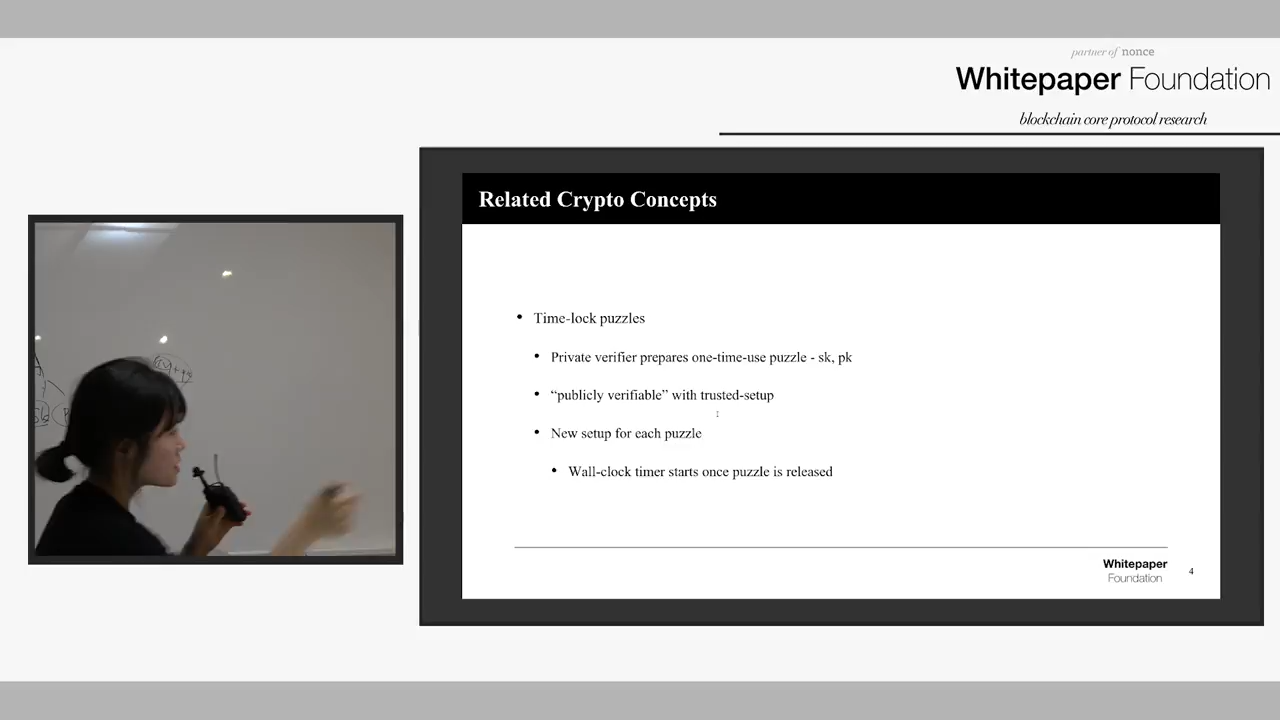 partner of nonce
Whitepaper Foundation
blockchain core protocol research
Related Crypto Concepts
• Time-lock puzzles
• Private verifier prepares one-time-use puzzle - sk, pk
• “publicly verifiable” with trusted-setup
• New setup for each puzzle
• Wall-clock timer starts once puzzle is released
Whitepaper
Foundation
4